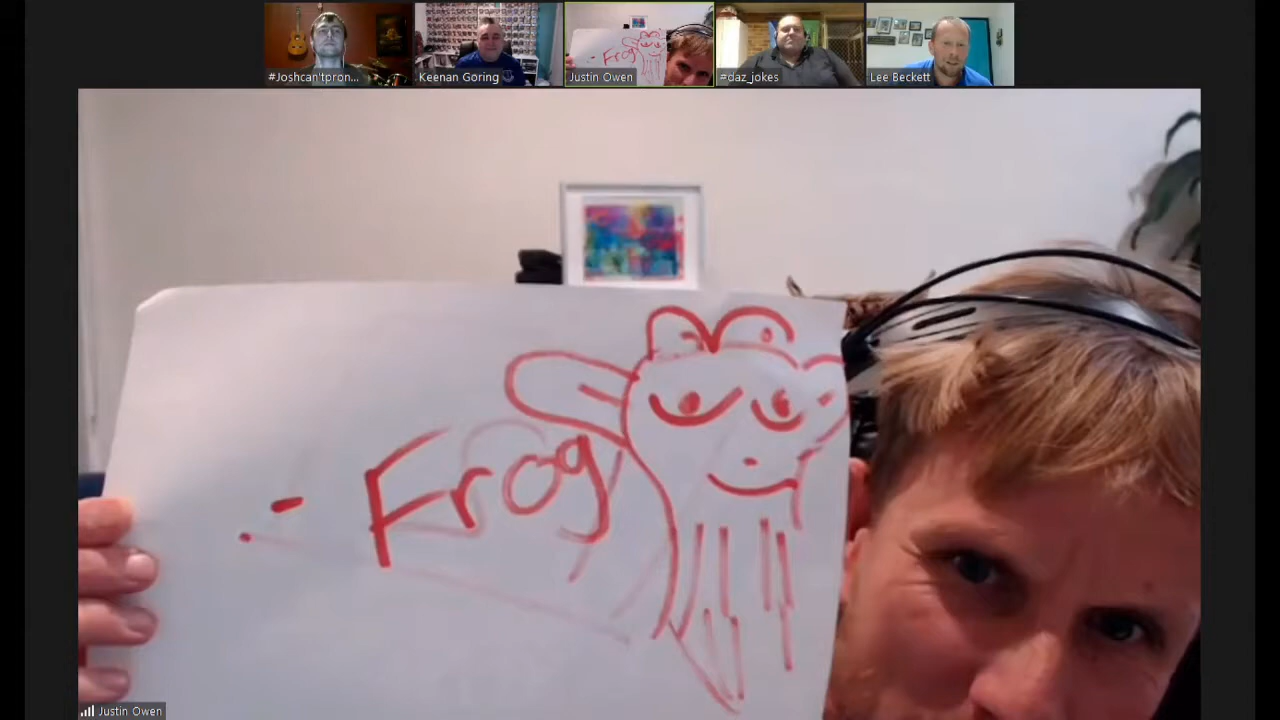 #Joshcan'tpron...
Keenan Goring
Justin Owen
#daz_jokes
Lee Beckett
- Frog
Justin Owen